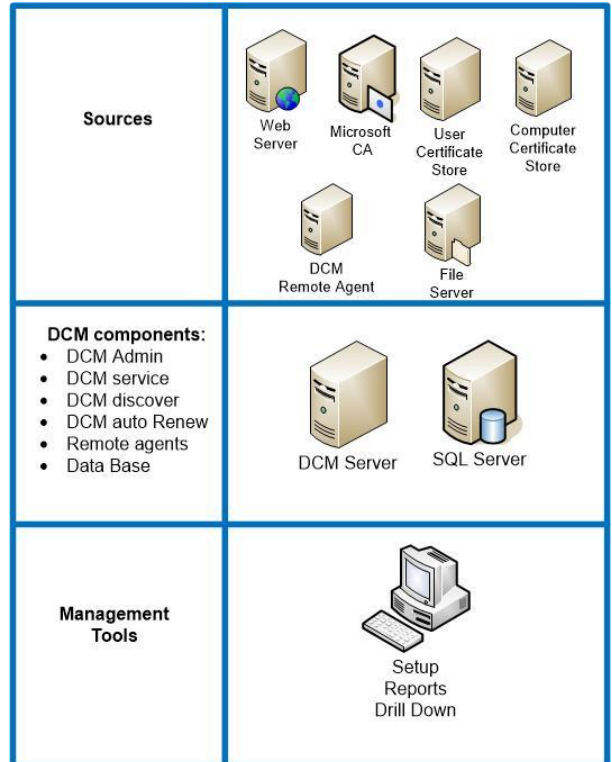 Sources
Web
Server
Microsoft
CA
User
Certificate
Store
Computer
Certificate
Store
DCM
Remote Agent
File
Server
DCM components:
• DCM Admin
• DCM service
• DCM discover
• DCM auto Renew
• Remote agents
• Data Base
DCM Server
SQL Server
Management
Tools
Setup
Reports
Drill Down